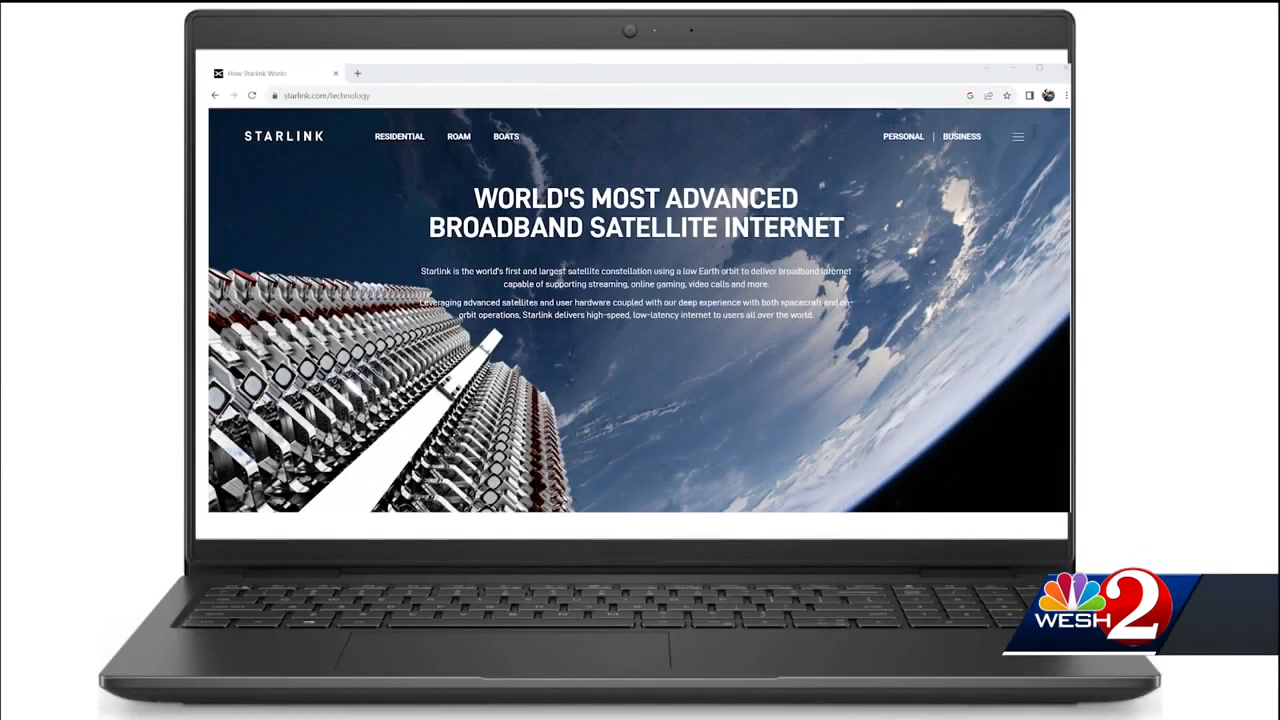 How Starlink Works
starlink.com/technology
STARLINK
RESIDENTIAL
ROAM
BOATS
PERSONAL | BUSINESS
WORLD'S MOST ADVANCED
BROADBAND SATELLITE INTERNET
Starlink is the world's first and largest satellite constellation using a low Earth orbit to deliver broadband internet
capable of supporting streaming, online gaming, video calls and more.
Leveraging advanced satellites and user hardware coupled with our deep experience with both spacecraft and on-
orbit operations, Starlink delivers high-speed, low-latency internet to users all over the world.
WESH 2